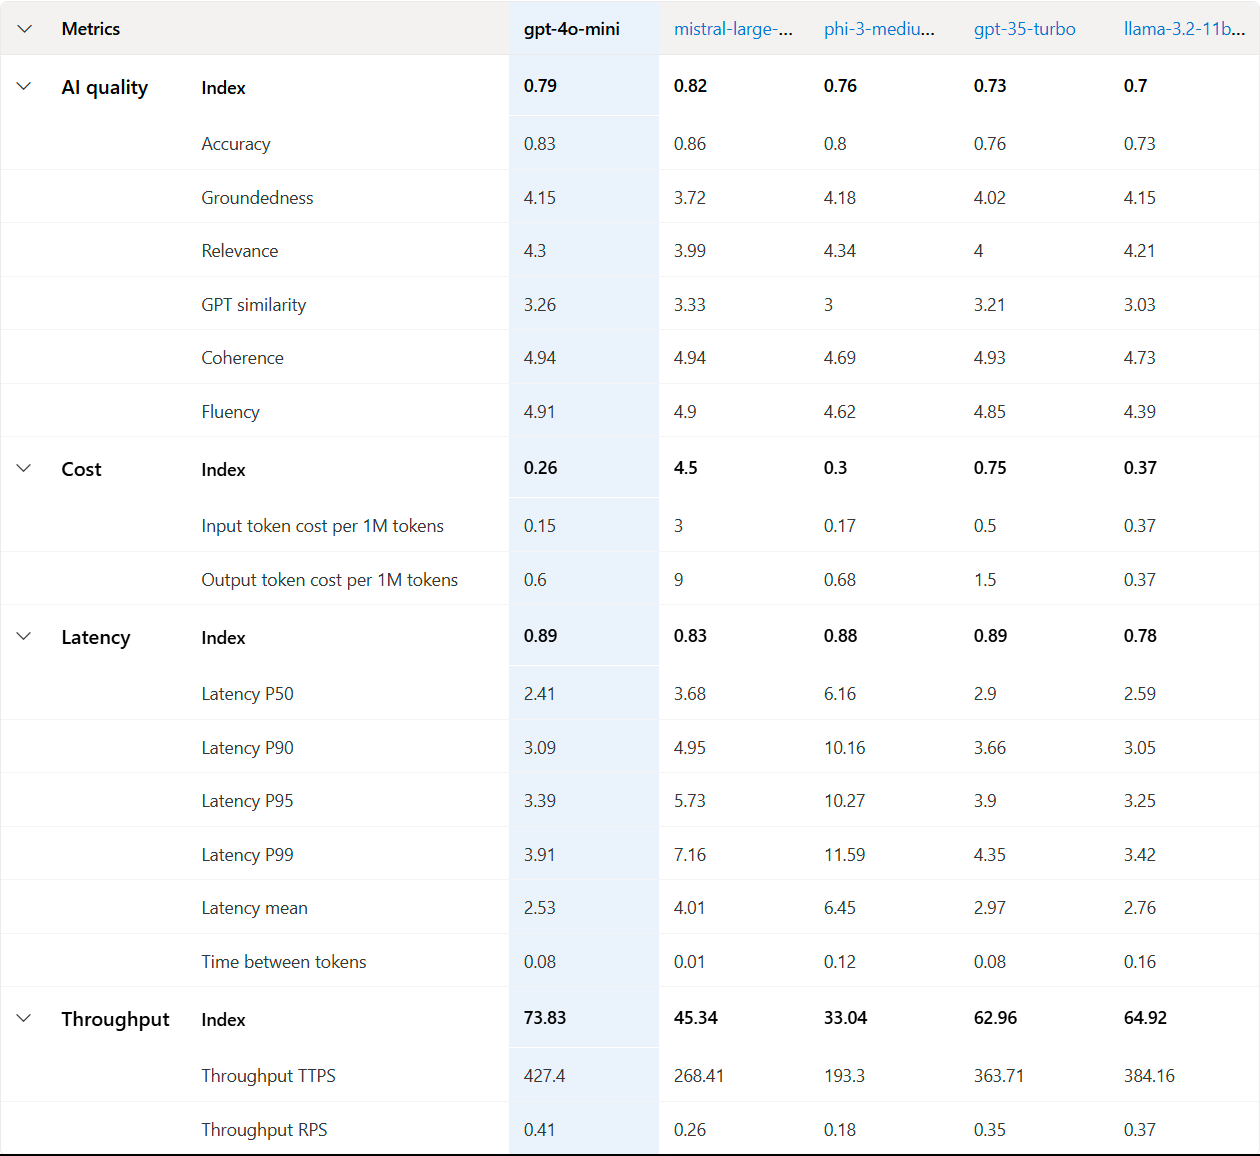 Metrics gpt-4o-mini mistral-large-... phi-3-mediu... gpt-35-turbo llama-3.2-11b...
AI quality Index 0.79 0.82 0.76 0.73 0.7
Accuracy 0.83 0.86 0.8 0.76 0.73
Groundedness 4.15 3.72 4.18 4.02 4.15
Relevance 4.3 3.99 4.34 4 4.21
GPT similarity 3.26 3.33 3 3.21 3.03
Coherence 4.94 4.94 4.69 4.93 4.73
Fluency 4.91 4.9 4.62 4.85 4.39
Cost Index 0.26 4.5 0.3 0.75 0.37
Input token cost per 1M tokens 0.15 3 0.17 0.5 0.37
Output token cost per 1M tokens 0.6 9 0.68 1.5 0.37
Latency Index 0.89 0.83 0.88 0.89 0.78
Latency P50 2.41 3.68 6.16 2.9 2.59
Latency P90 3.09 4.95 10.16 3.66 3.05
Latency P95 3.39 5.73 10.27 3.9 3.25
Latency P99 3.91 7.16 11.59 4.35 3.42
Latency mean 2.53 4.01 6.45 2.97 2.76
Time between tokens 0.08 0.01 0.12 0.08 0.16
Throughput Index 73.83 45.34 33.04 62.96 64.92
Throughput TTPS 427.4 268.41 193.3 363.71 384.16
Throughput RPS 0.41 0.26 0.18 0.35 0.37